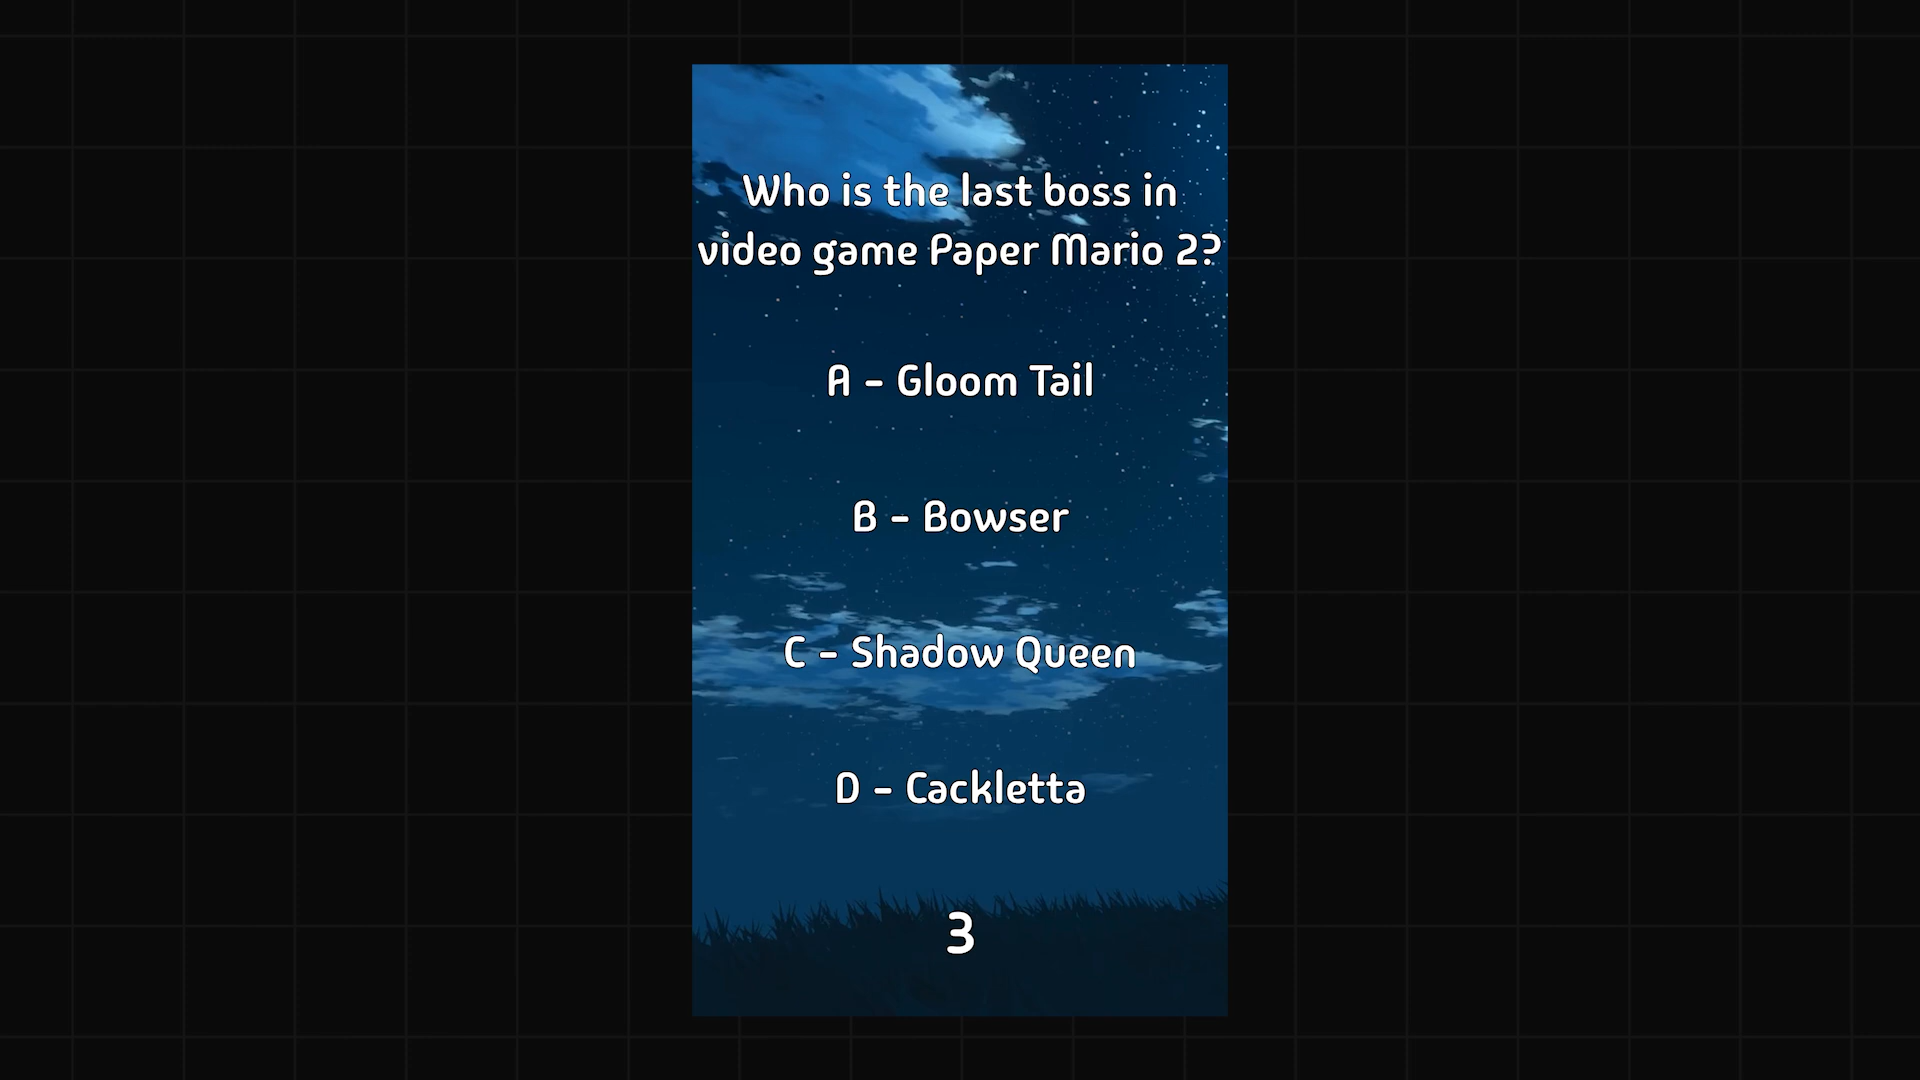 Who is the last boss in
video game Paper Mario 2?
A - Gloom Tail
B - Bowser
C - Shadow Queen
D - Cackletta
3